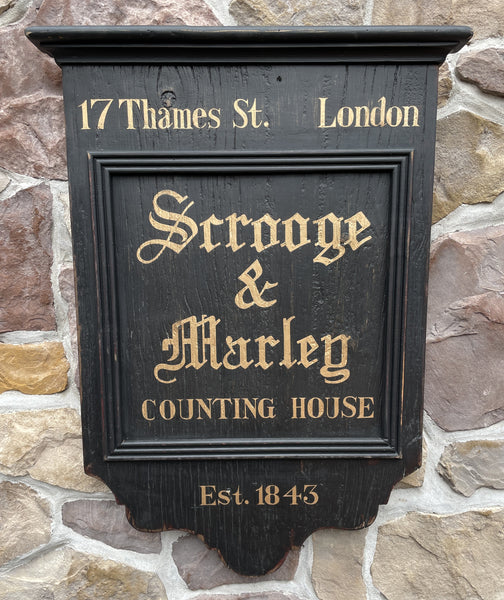 17 Thames St. London
Scrooge
&
Marley
COUNTING HOUSE
Est. 1843